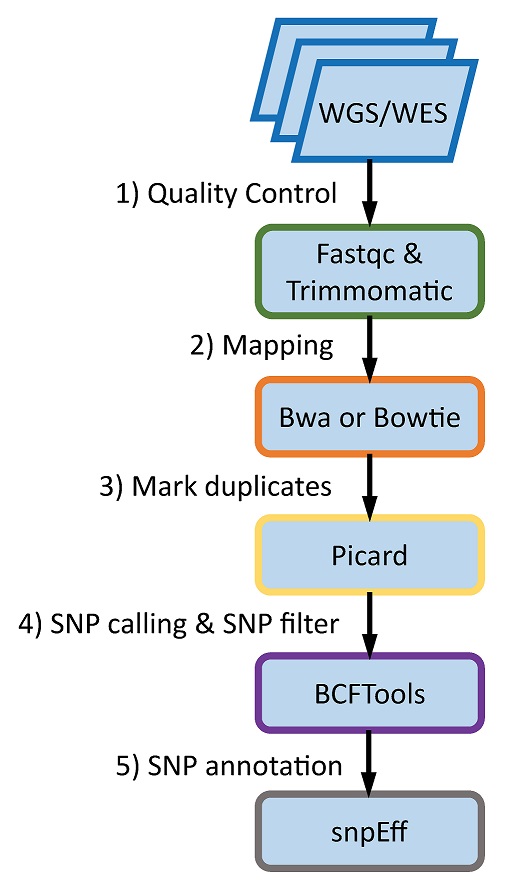 WGS/WES
1) Quality Control
Fastqc &
Trimmomatic
2) Mapping
Bwa or Bowtie
3) Mark duplicates
Picard
4) SNP calling & SNP filter
BCFTools
5) SNP annotation
snpEff